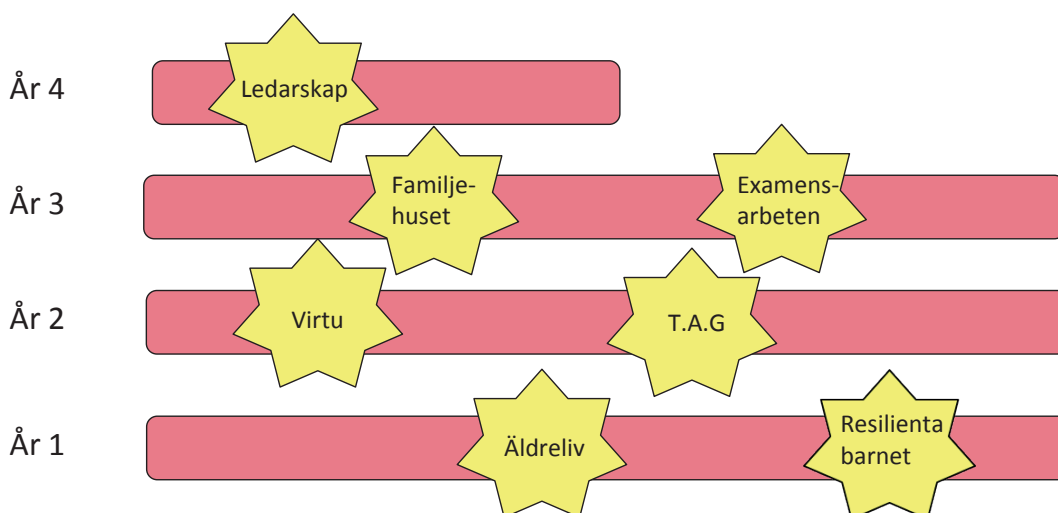 År 4
Ledarskap
År 3
Familje-
huset
Examens-
arbeten
År 2
Virtu
T.A.G
År 1
Äldreliv
Resilienta
barnet